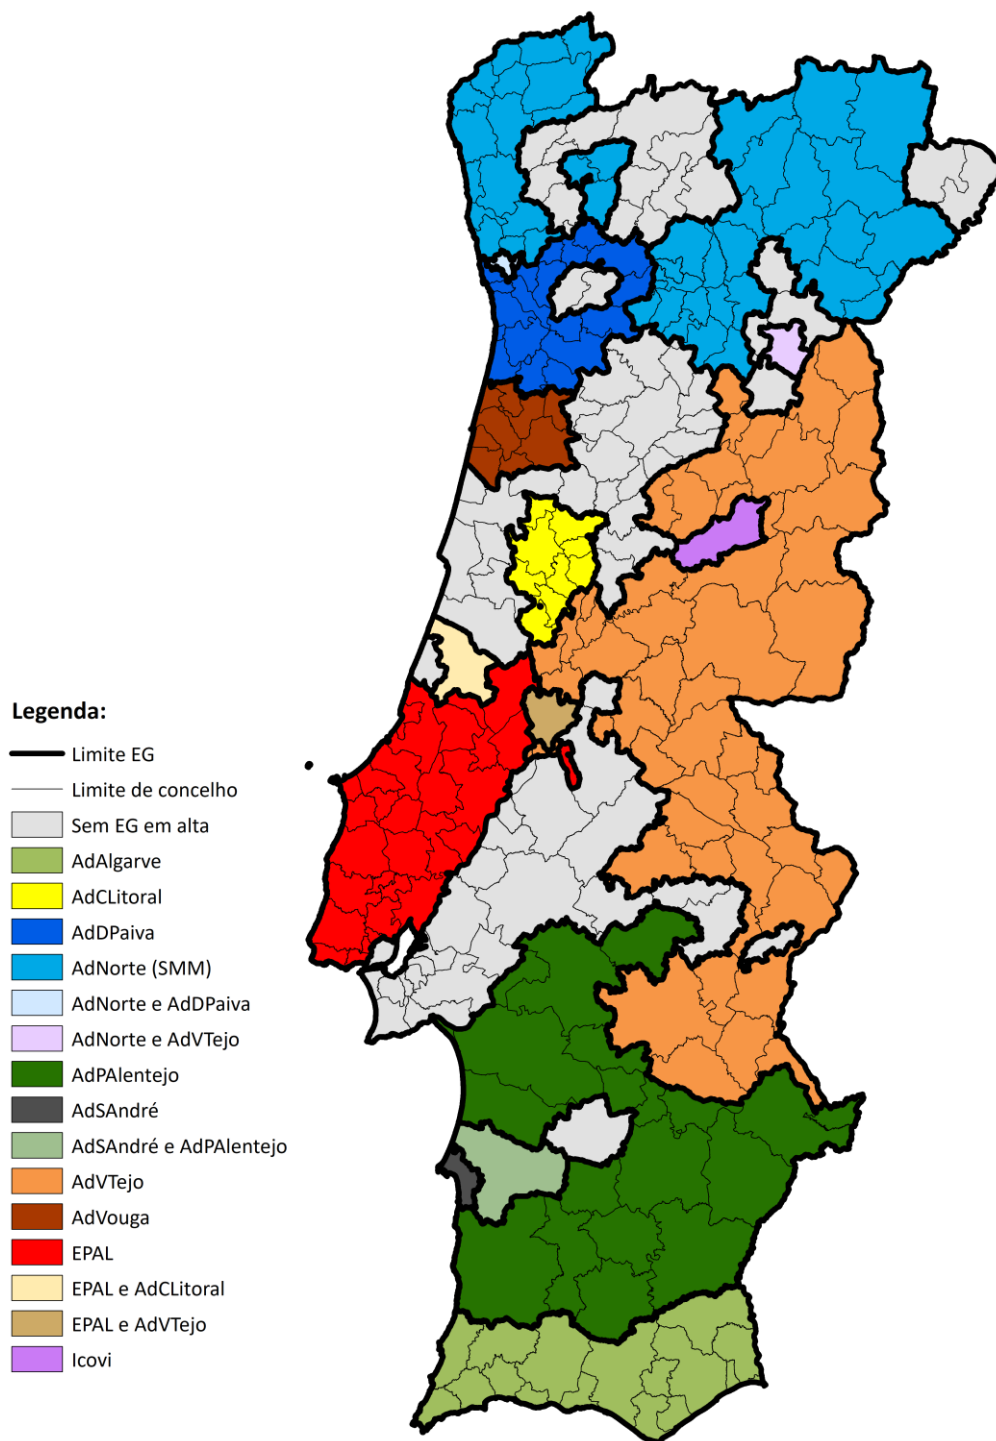 Legenda:
Limite EG
Limite de concelho
Sem EG em alta
AdAlgarve
AdCLitoral
AdDPaiva
AdNorte (SMM)
AdNorte e AdDPaiva
AdNorte e AdVTejo
AdPAlentejo
AdSAndré
AdSAndré e AdPAlentejo
AdVTejo
AdVouga
EPAL
EPAL e AdCLitoral
EPAL e AdVTejo
Icovi